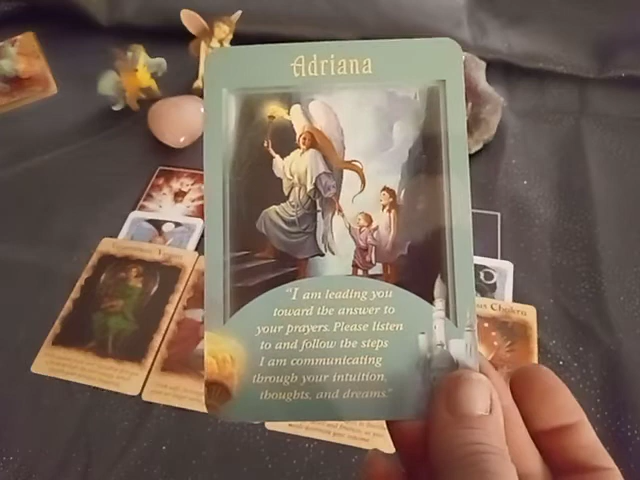 Adriana
"I am leading you
toward the answer to
your prayers. Please listen
to and follow the steps
I am communicating
through your intuition,
thoughts, and dreams."
Chakra